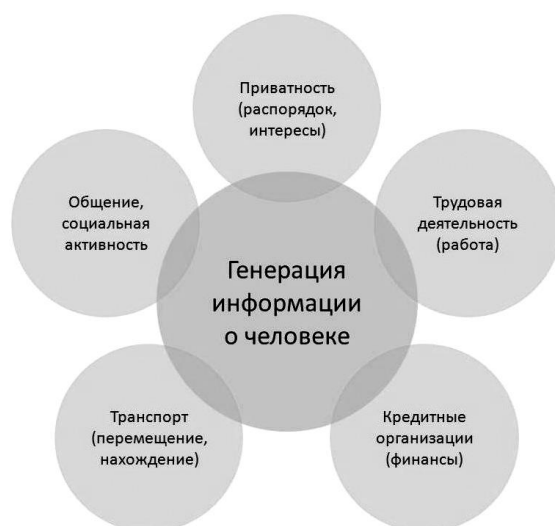 Приватность
(распорядок,
интересы)
Общение,
социальная
активность
Трудовая
деятельность
(работа)
Генерация
информации
о человеке
Транспорт
(перемещение,
нахождение)
Кредитные
организации
(финансы)